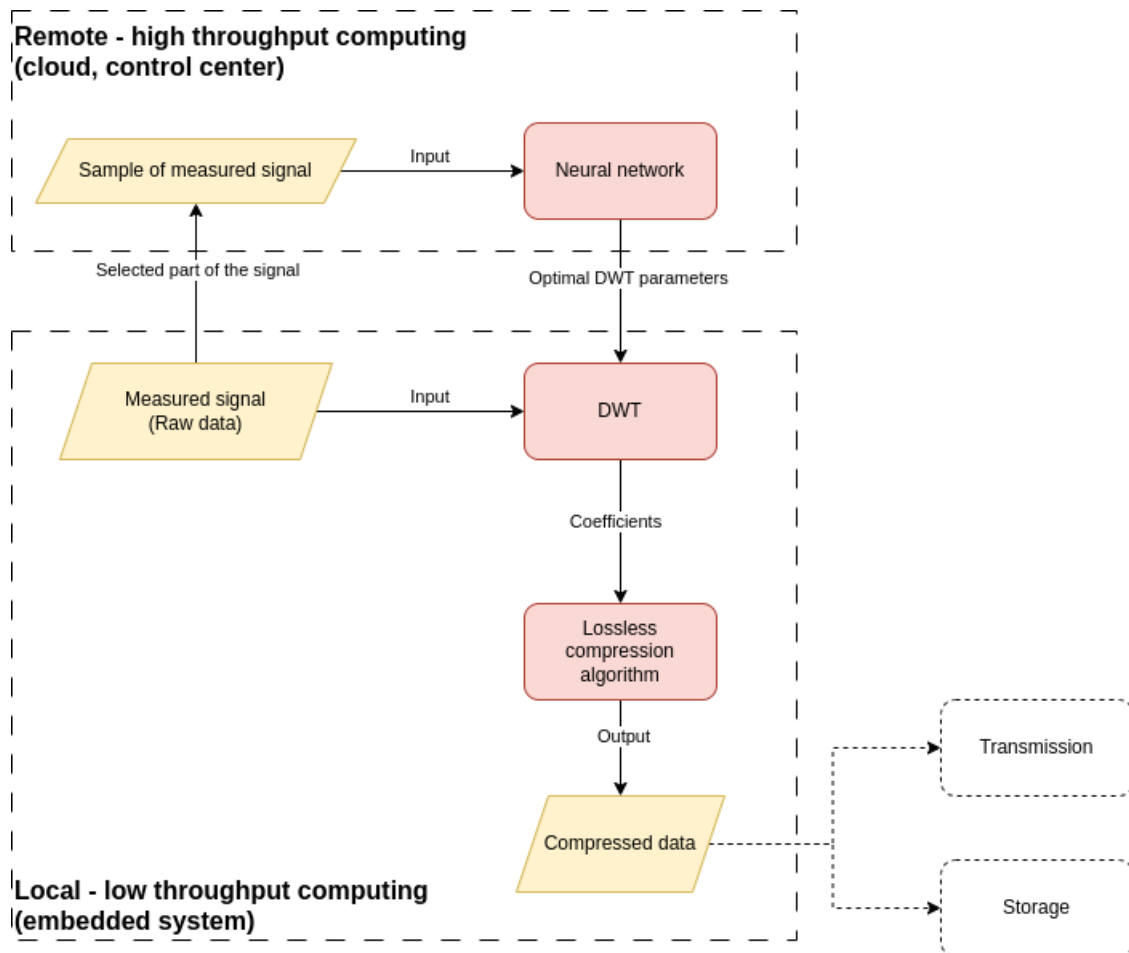 Remote - high throughput computing
(cloud, control center)
Sample of measured signal
Input
Neural network
Selected part of the signal
Optimal DWT parameters
Measured signal
(Raw data)
Input
DWT
Coefficients
Lossless
compression
algorithm
Output
Transmission
Compressed data
Local - low throughput computing
(embedded system)
Storage